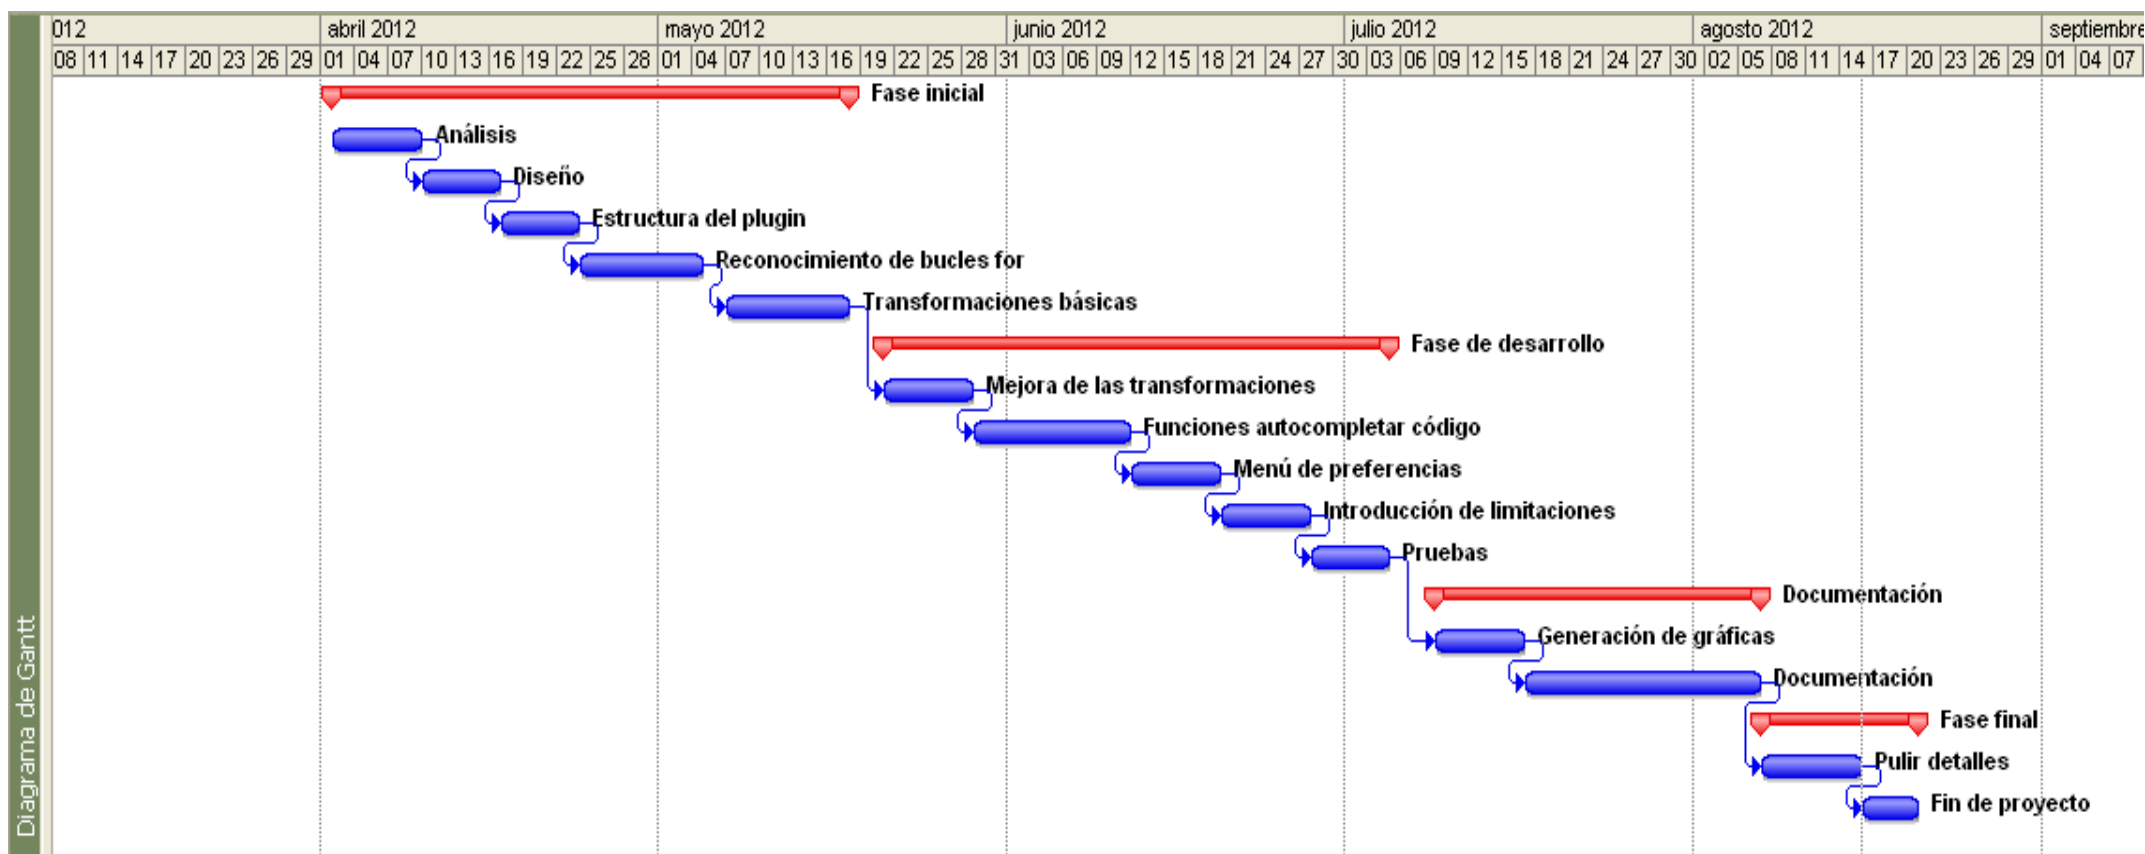 012 abril 2012 mayo 2012 junio 2012 julio 2012 agosto 2012 septiembre
08 11 14 17 20 23 26 29 01 04 07 10 13 16 19 22 25 28 01 04 07 10 13 16 19 22 25 28 31 03 06 09 12 15 18 21 24 27 30 03 06 09 12 15 18 21 24 27 30 02 05 08 11 14 17 20 23 26 29 01 04 07
Fase inicial
Análisis
Diseño
Estructura del plugin
Reconocimiento de bucles for
Transformaciones básicas
Fase de desarrollo
Mejora de las transformaciones
Funciones autocompletar código
Menú de preferencias
Introducción de limitaciones
Pruebas
Documentación
Generación de gráficas
Documentación
Fase final
Pulir detalles
Fin de proyecto
Diagrama de Gantt